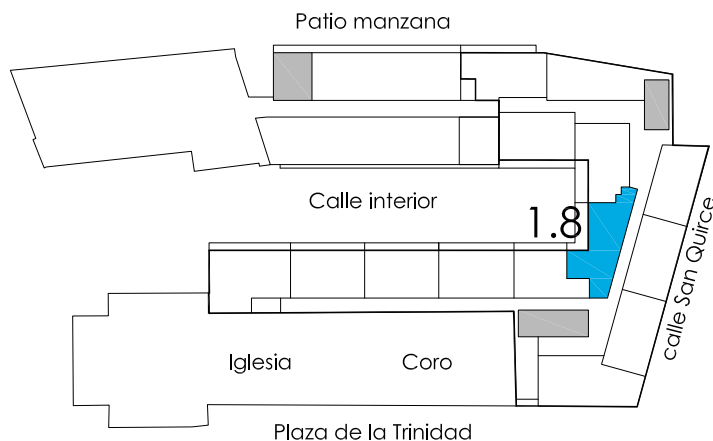 Patio manzana
Calle interior
1.8
calle San Quirce
Iglesia
Coro
Plaza de la Trinidad